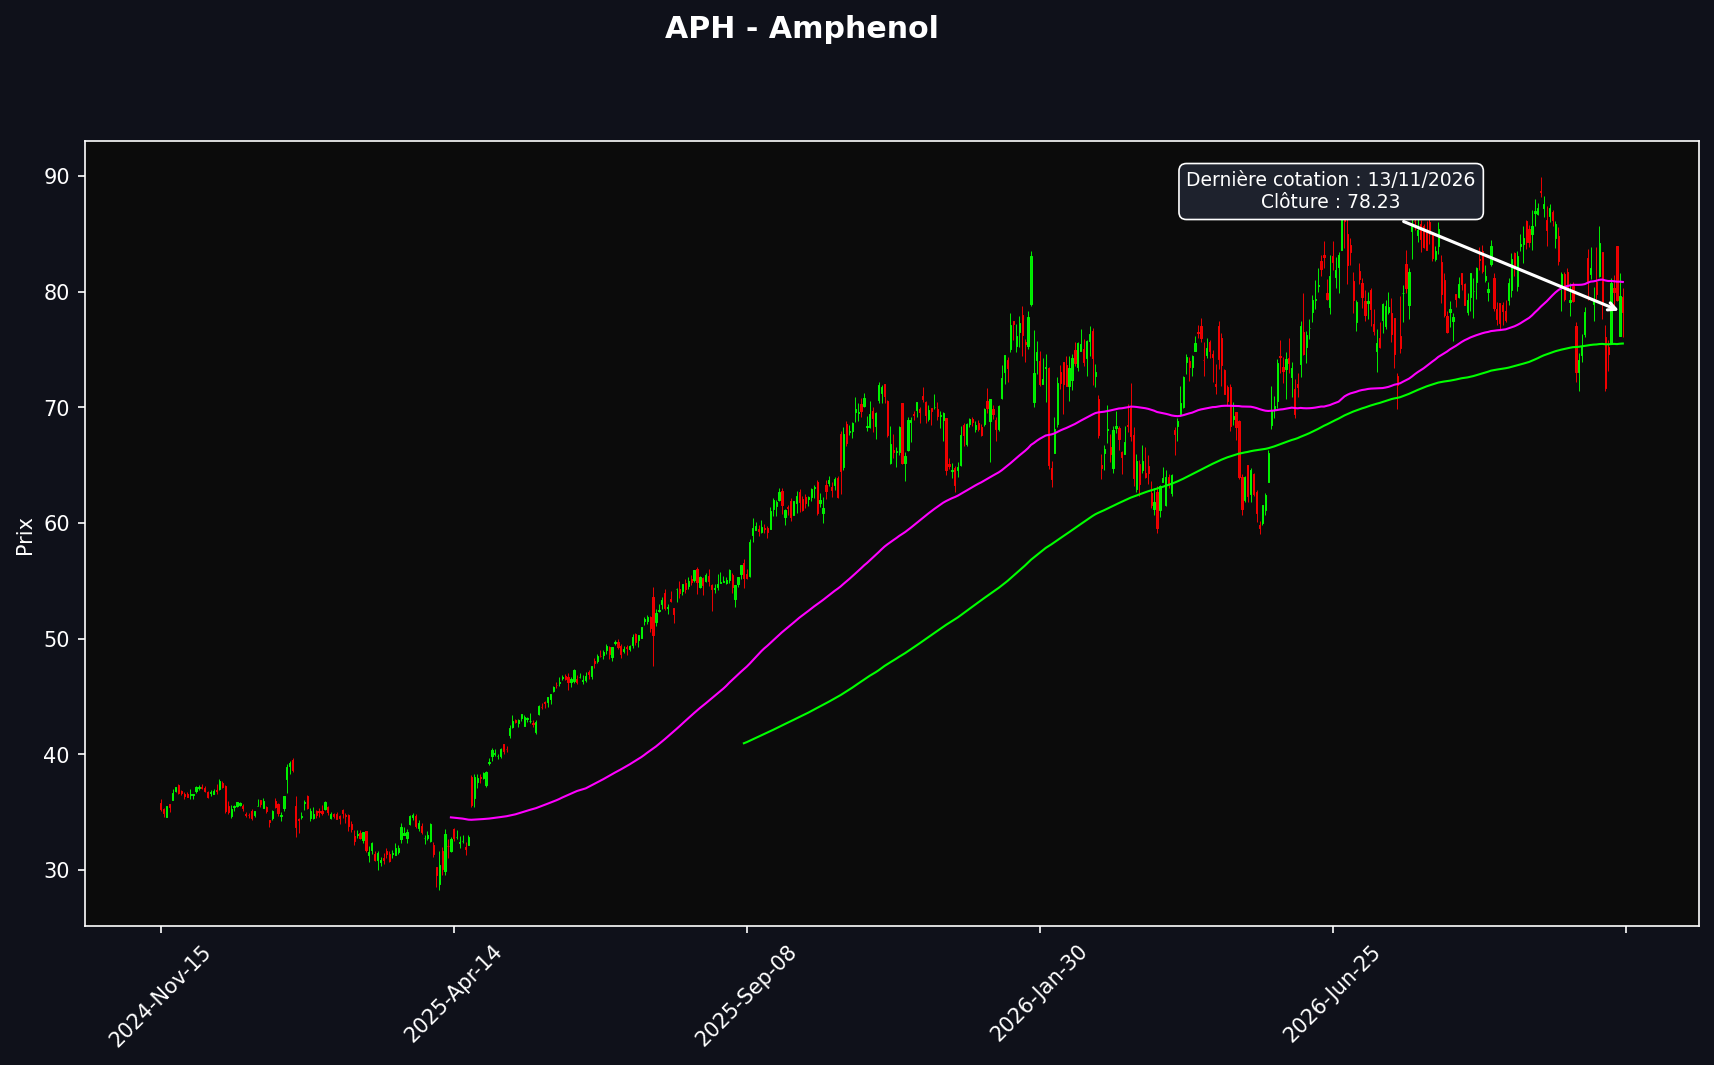 APH - Amphenol
Dernière cotation : 13/11/2026
Clôture : 78.23
Prix
90
80
70
60
50
40
30
2024-Nov-15
2025-Apr-14
2025-Sep-08
2026-Jan-30
2026-Jun-25